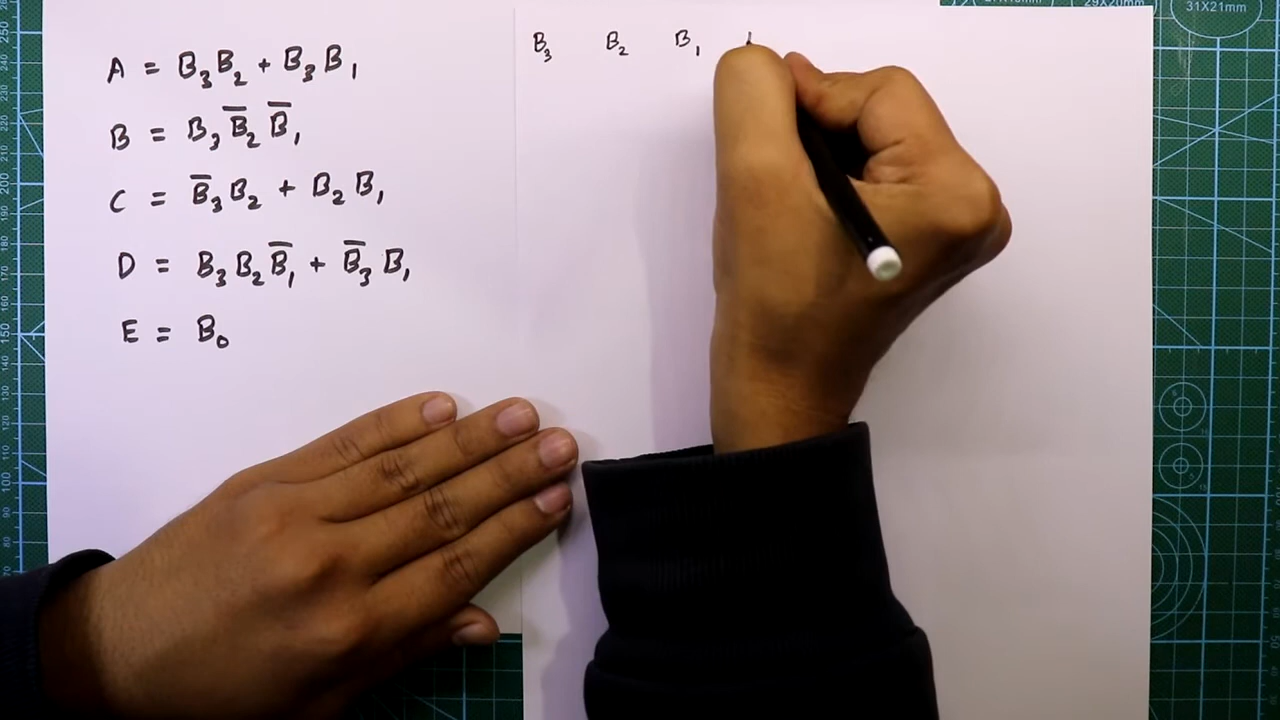 A = B₃B₂ + B₃B₁
B = B₃B̅₂B̅₁
C = B̅₃B₂ + B₂B₁
D = B₃B₂B̅₁ + B̅₃B₁
E = B₀
B₃ B₂ B₁
31X21mm